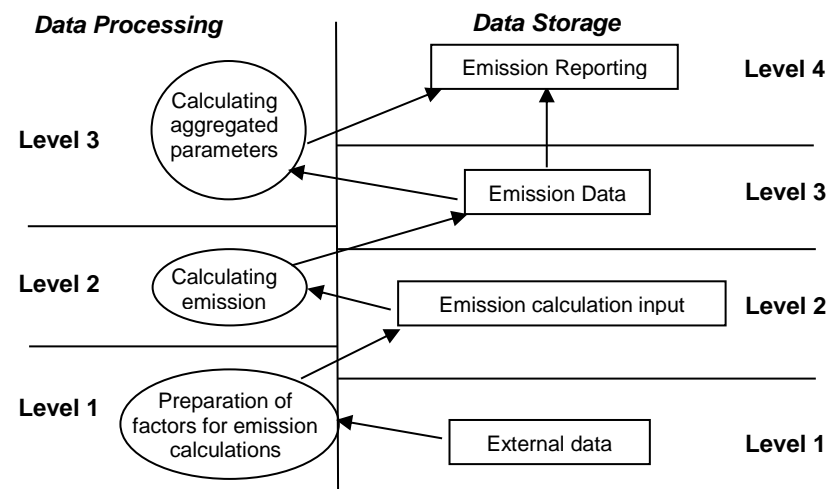 Data Processing
Data Storage
Emission Reporting
Level 4
Calculating
aggregated
parameters
Level 3
Emission Data
Level 3
Calculating
emission
Level 2
Emission calculation input
Level 2
Level 1
Preparation of
factors for emission
calculations
External data
Level 1